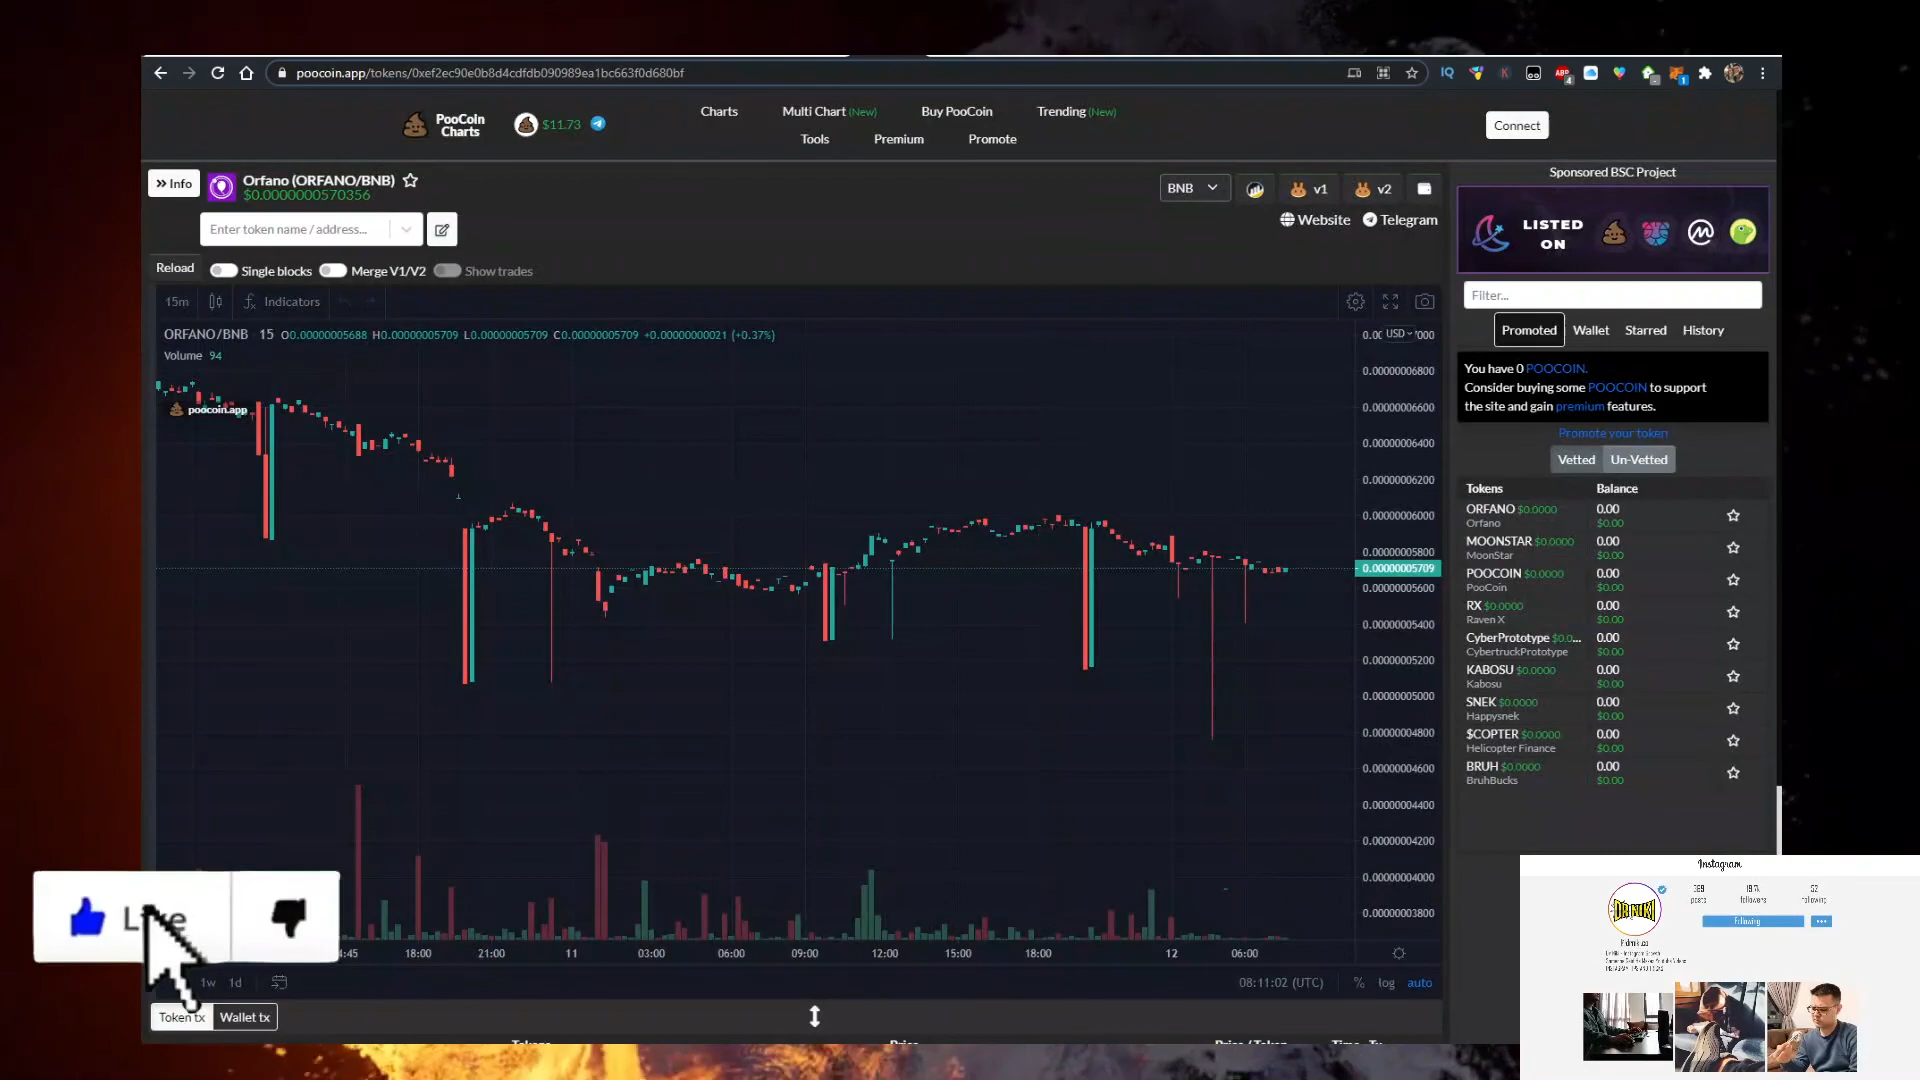 poocoin.app/tokens/0xef2ec90e0b8d4cdfdb090989ea1bc663f0d680bf
PooCoin
Charts
$11.73
Charts
Multi Chart (New)
Buy PooCoin
Trending (New)
Tools
Premium
Promote
Connect
Info
Orfano (ORFANO/BNB)
$0.0000000570356
BNB
v1
v2
Website
Telegram
Enter token name / address...
Reload
Single blocks
Merge V1/V2
Show trades
15m
Indicators
ORFANO/BNB 15 O0.00000005688 H0.00000005709 L0.00000005709 C0.00000005709 +0.00000000021 (+0.37%)
Volume 94
poocoin.app
USD
0.00000006800
0.00000006600
0.00000006400
0.00000006200
0.00000006000
0.00000005800
0.00000005709
0.00000005600
0.00000005400
0.00000005200
0.00000005000
0.00000004800
0.00000004600
0.00000004400
0.00000004200
0.00000004000
0.00000003800
:45 18:00 21:00 11 03:00 06:00 09:00 12:00 15:00 18:00 12 06:00
1w 1d
08:11:02 (UTC) % log auto
Token tx
Wallet tx
Sponsored BSC Project
LISTED
ON
Filter...
Promoted Wallet Starred History
You have 0 POOCOIN.
Consider buying some POOCOIN to support
the site and gain premium features.
Promote your token
Vetted Un-Vetted
Tokens Balance
ORFANO $0.0000 0.00
Orfano $0.00
MOONSTAR $0.0000 0.00
MoonStar $0.00
POOCOIN $0.0000 0.00
PooCoin $0.00
RX $0.0000 0.00
Raven X $0.00
CyberPrototype $0.0... 0.00
CybertruckPrototype $0.00
KABOSU $0.0000 0.00
Kabosu $0.00
SNEK $0.0000 0.00
Happysnek $0.00
$COPTER $0.0000 0.00
Helicopter Finance $0.00
BRUH $0.0000 0.00
BruhBucks $0.00
Instagram
DR NIKI
posts
followers
following
Following